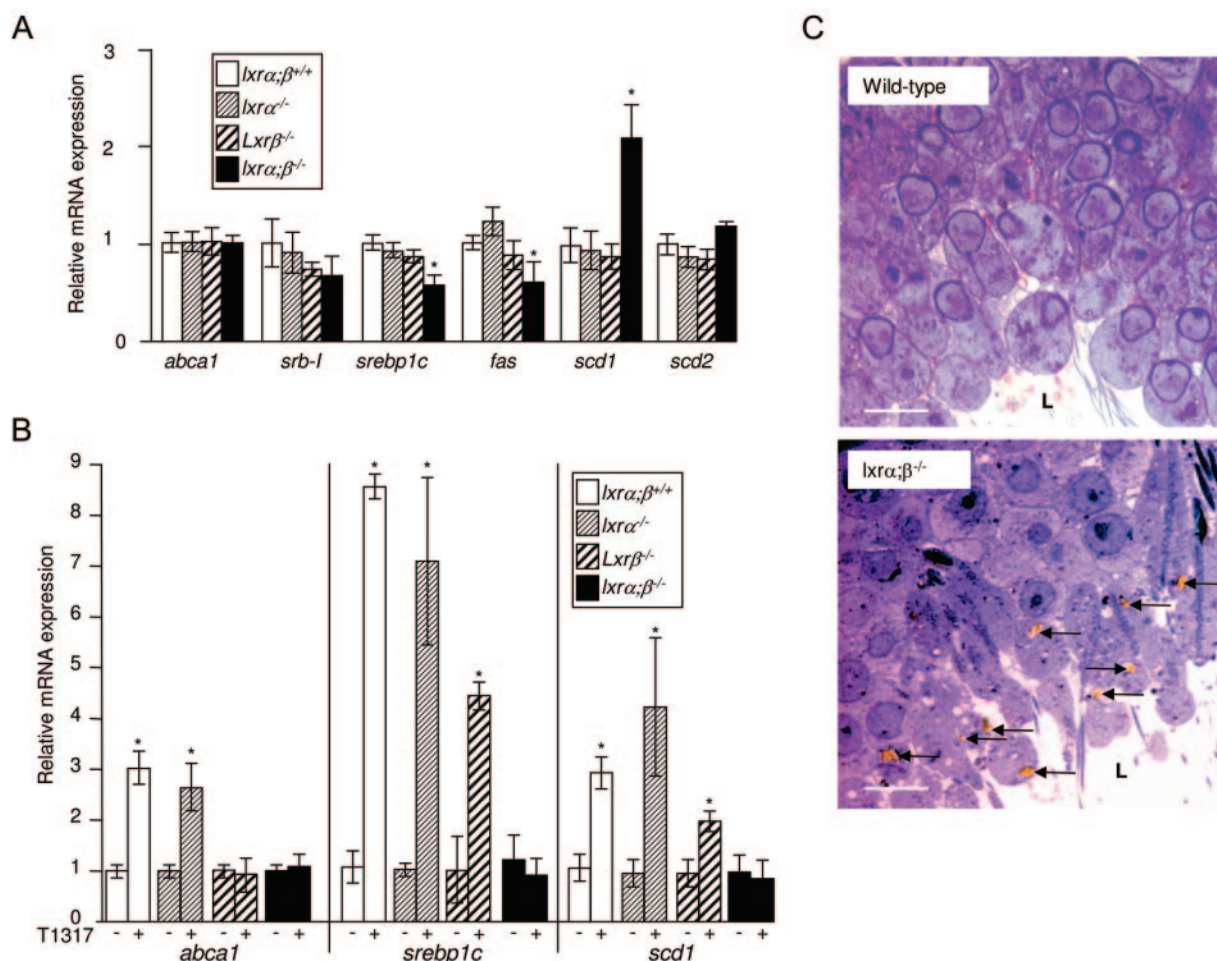 A
3
2
1
0
Relative mRNA expression
lxrα;β+/+
lxrα-/-
Lxrβ-/-
lxrα;β-/-
* * *
*
abca1 srb-I srebp1c fas scd1 scd2
B
9
8
7
6
5
4
3
2
1
0
Relative mRNA expression
* * * * * * * *
lxrα;β+/+
lxrα-/-
Lxrβ-/-
lxrα;β-/-
T1317 - + - + - + - + - + - + - + - + - + - + - + - +
abca1 srebp1c scd1
C
Wild-type
L
lxrα;β-/-
L